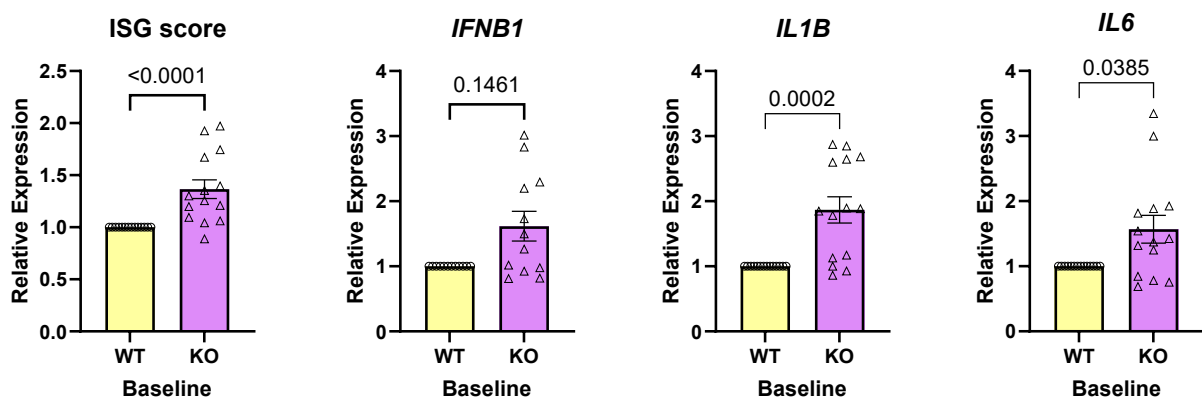 ISG score
<0.0001
Relative Expression
2.5
2.0
1.5
1.0
0.5
0.0
WT KO
Baseline
IFNB1
0.1461
Relative Expression
4
3
2
1
0
WT KO
Baseline
IL1B
0.0002
Relative Expression
4
3
2
1
0
WT KO
Baseline
IL6
0.0385
Relative Expression
4
3
2
1
0
WT KO
Baseline